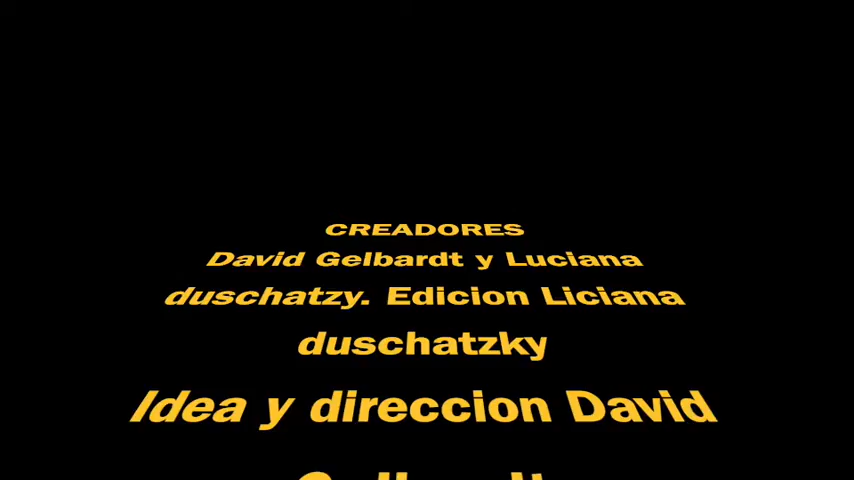 CREADORES
David Gelbardt y Luciana
duschatzy. Edicion Liciana
duschatzky
Idea y direccion David